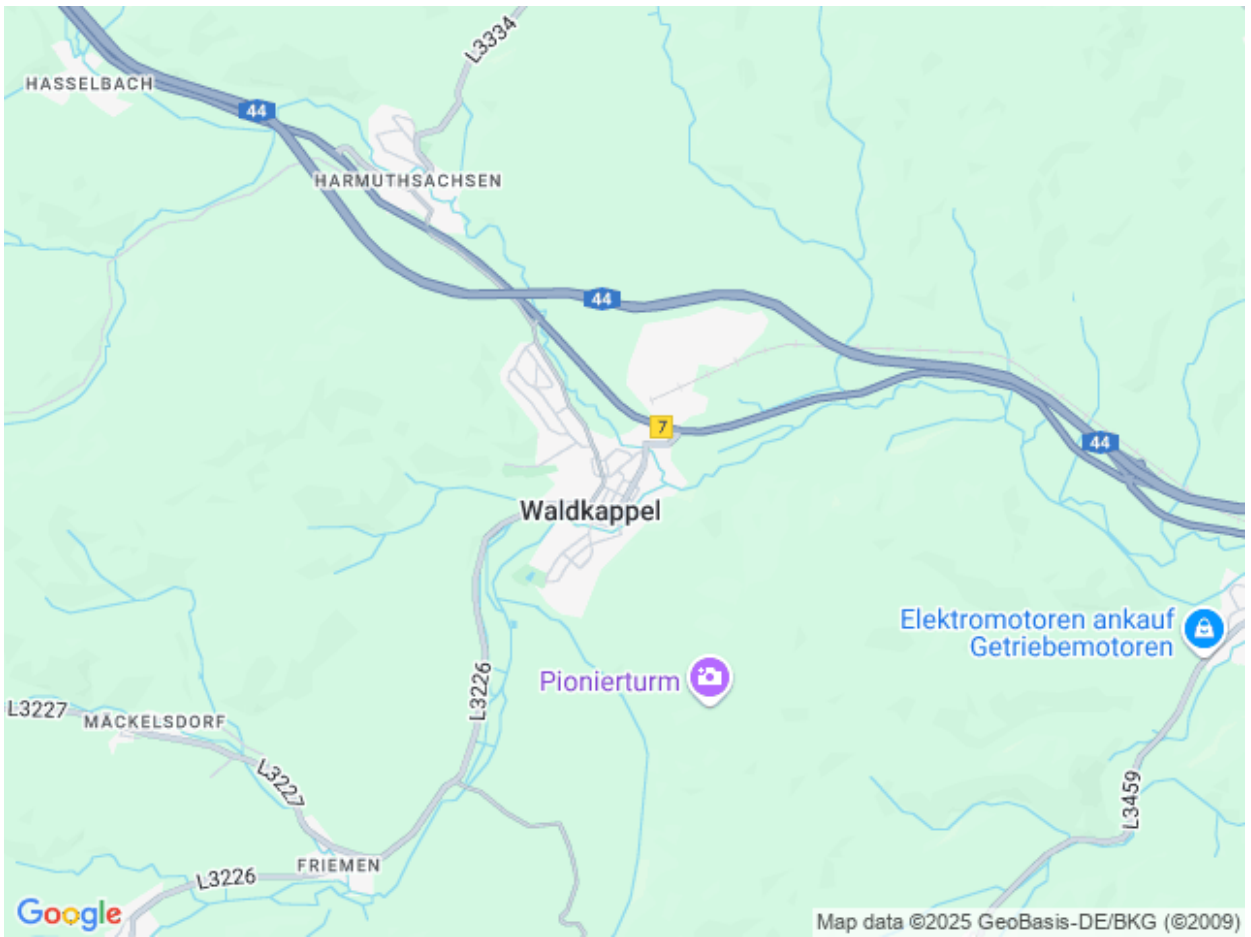 L3334
HASSELBACH
44
HARMUTHSACHSEN
44
7
44
Waldkappel
Elektromotoren ankauf
Getriebemotoren
Pionierturm
L3226
L3227
MÄCKELSDORF
L3227
L3459
FRIEMEN
L3226
Google
Map data ©2025 GeoBasis-DE/BKG (©2009)